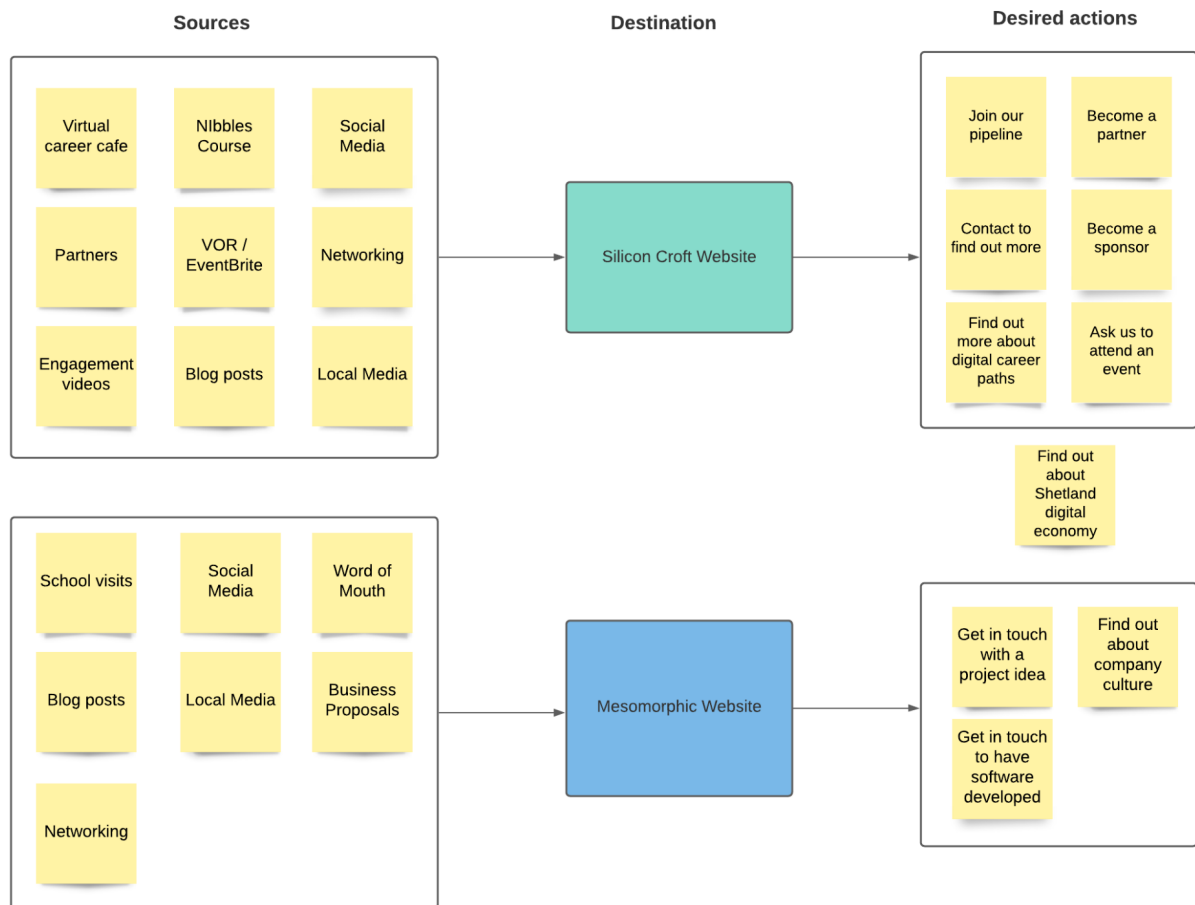 Sources
Destination
Desired actions
Virtual
career cafe
NIbbles
Course
Social
Media
Partners
VOR /
EventBrite
Networking
Engagement
videos
Blog posts
Local Media
Silicon Croft Website
Join our
pipeline
Become a
partner
Contact to
find out more
Become a
sponsor
Find out
more about
digital career
paths
Ask us to
attend an
event
Find out
about
Shetland
digital
economy
School visits
Social
Media
Word of
Mouth
Blog posts
Local Media
Business
Proposals
Networking
Mesomorphic Website
Get in touch
with a
project idea
Find out
about
company
culture
Get in touch
to have
software
developed